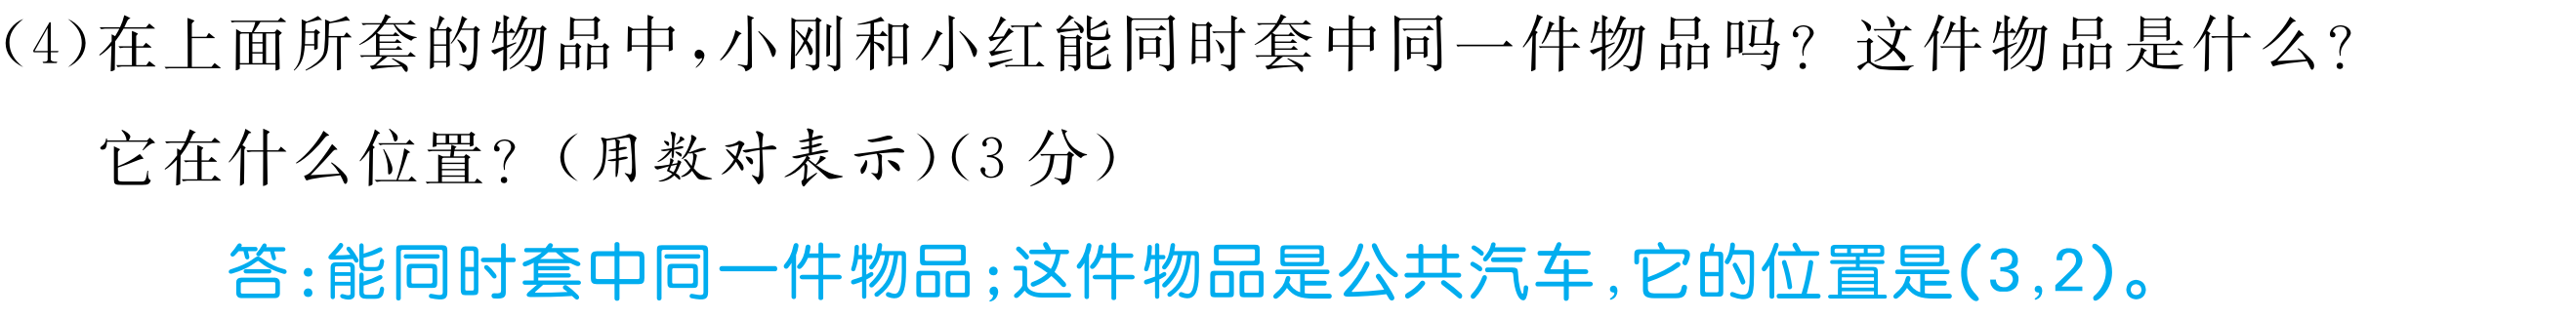 (4)在上面所套的物品中,小刚和小红能同时套中同一件物品吗? 这件物品是什么?
它在什么位置?(用数对表示)(3 分)
答:能同时套中同一件物品;这件物品是公共汽车,它的位置是(3,2)。